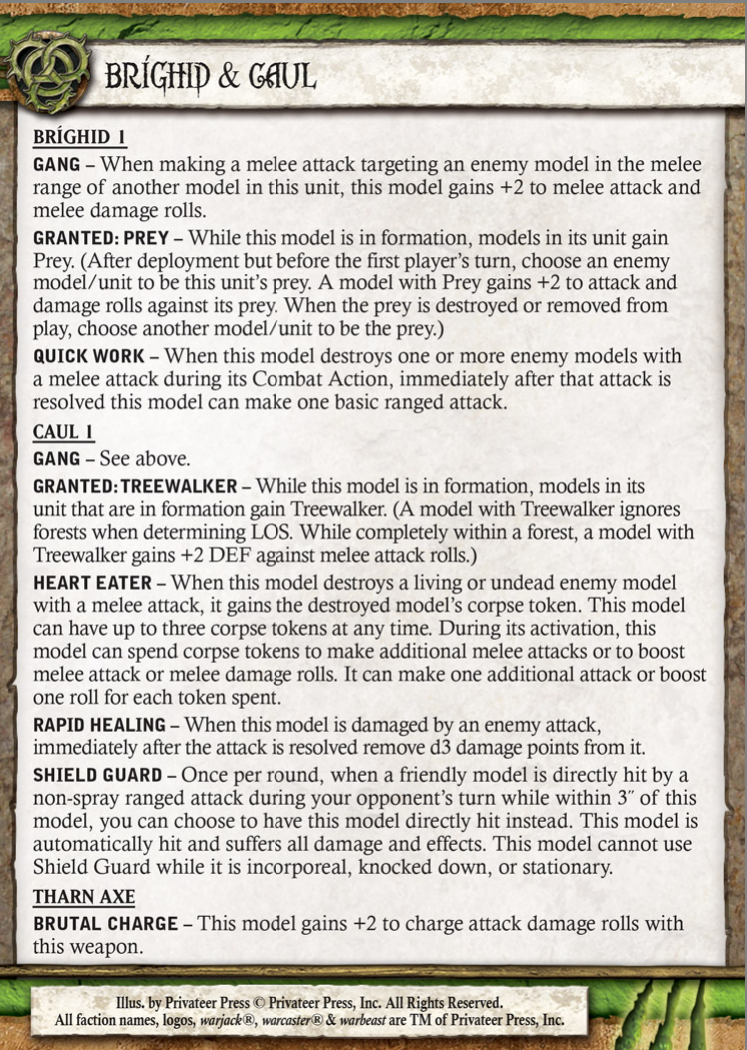 BRÍGHID & CAUL
BRÍGHID 1
GANG – When making a melee attack targeting an enemy model in the melee
range of another model in this unit, this model gains +2 to melee attack and
melee damage rolls.
GRANTED: PREY – While this model is in formation, models in its unit gain
Prey. (After deployment but before the first player's turn, choose an enemy
model/unit to be this unit's prey. A model with Prey gains +2 to attack and
damage rolls against its prey. When the prey is destroyed or removed from
play, choose another model/unit to be the prey.)
QUICK WORK – When this model destroys one or more enemy models with
a melee attack during its Combat Action, immediately after that attack is
resolved this model can make one basic ranged attack.
CAUL 1
GANG – See above.
GRANTED: TREEWALKER – While this model is in formation, models in its
unit that are in formation gain Treewalker. (A model with Treewalker ignores
forests when determining LOS. While completely within a forest, a model with
Treewalker gains +2 DEF against melee attack rolls.)
HEART EATER – When this model destroys a living or undead enemy model
with a melee attack, it gains the destroyed model's corpse token. This model
can have up to three corpse tokens at any time. During its activation, this
model can spend corpse tokens to make additional melee attacks or to boost
melee attack or melee damage rolls. It can make one additional attack or boost
one roll for each token spent.
RAPID HEALING – When this model is damaged by an enemy attack,
immediately after the attack is resolved remove d3 damage points from it.
SHIELD GUARD – Once per round, when a friendly model is directly hit by a
non-spray ranged attack during your opponent's turn while within 3˝ of this
model, you can choose to have this model directly hit instead. This model is
automatically hit and suffers all damage and effects. This model cannot use
Shield Guard while it is incorporeal, knocked down, or stationary.
THARN AXE
BRUTAL CHARGE – This model gains +2 to charge attack damage rolls with
this weapon.
Illus. by Privateer Press © Privateer Press, Inc. All Rights Reserved.
All faction names, logos, warjack®, warcaster® & warbeast are TM of Privateer Press, Inc.